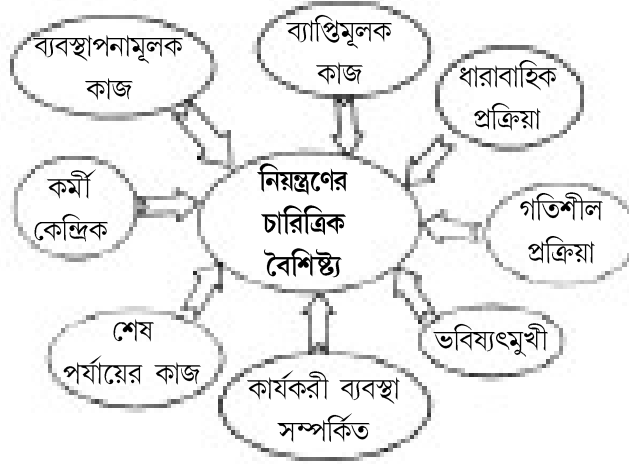 ব্যবস্থাপনামূলক
কাজ
ব্যাপ্তিমূলক
কাজ
ধারাবাহিক
প্রক্রিয়া
কর্মী
কেন্দ্রিক
নিয়ন্ত্রণের
চারিত্রিক
বৈশিষ্ট্য
গতিশীল
প্রক্রিয়া
শেষ
পর্যায়ের কাজ
কার্যকরী ব্যবস্থা
সম্পর্কিত
ভবিষ্যৎমুখী